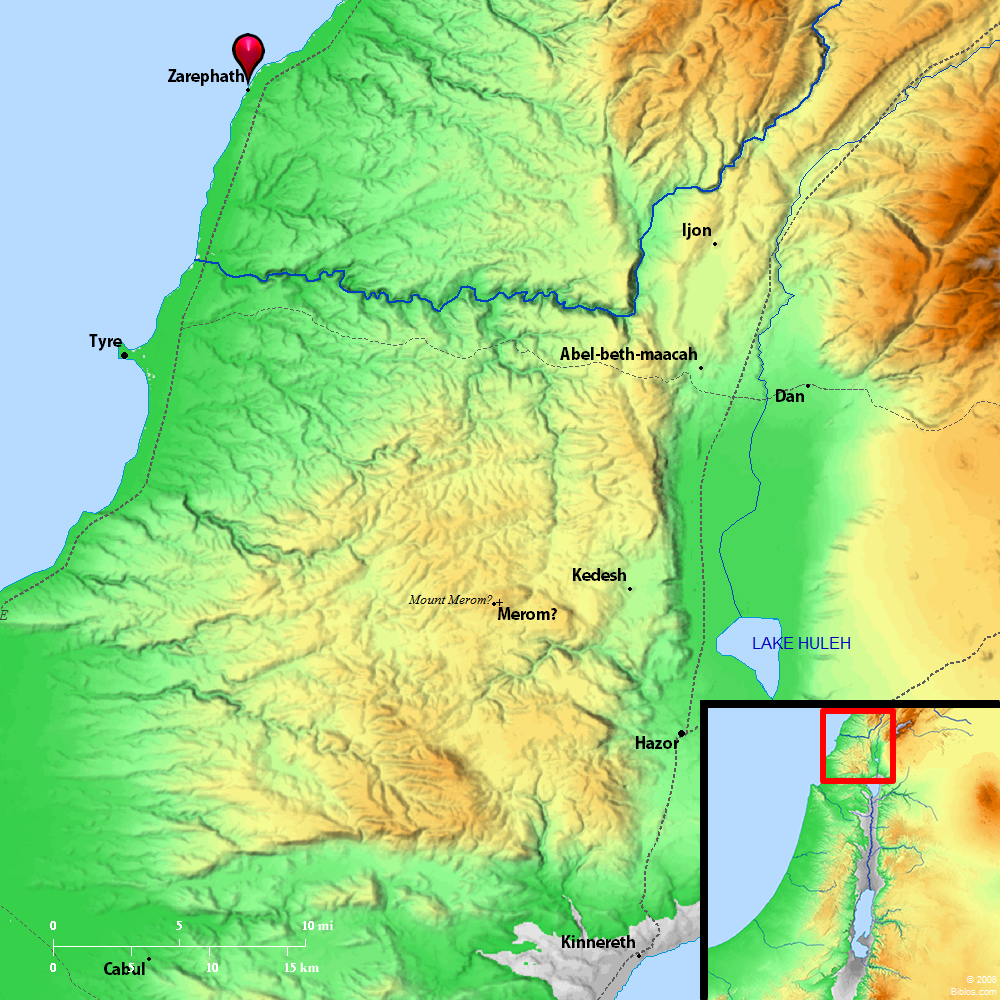 Zarephath
Ijon
Tyre
Abel-beth-maacah
Dan
Kedesh
Mount Merom?
Merom?
E
LAKE HULEH
Hazor
0 5 10 mi
Kinnereth
0 5 10 15 km
Cabul
© 2008
Biblos.com